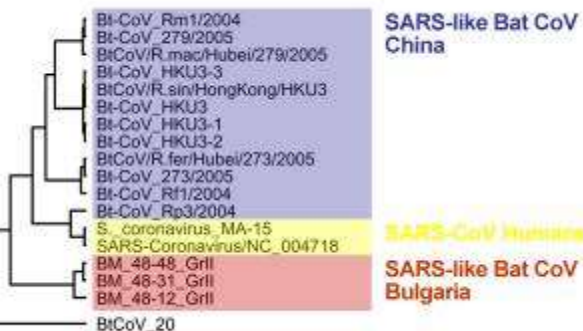 Bt-CoV_Rm1/2004
Bt-CoV_279/2005
BtCoV/R.mac/Hubei/279/2005
Bt-CoV_HKU3-3
BtCoV/R.sin/HongKong/HKU3
Bt-CoV_HKU3
Bt-CoV_HKU3-1
Bt-CoV_HKU3-2
BtCoV/R.fer/Hubei/273/2005
Bt-CoV_273/2005
Bt-CoV_Rf1/2004
Bt-CoV_Rp3/2004
S._coronavirus_MA-15
SARS-Coronavirus/NC_004718
BM_48-48_GrII
BM_48-31_GrII
BM_48-12_GrII
BtCoV_20
SARS-like Bat CoV
China
SARS-CoV Humans
SARS-like Bat CoV
Bulgaria